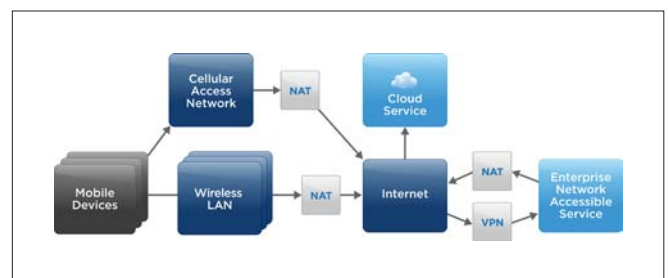 Cellular
Access
Network
NAT
Cloud
Service
Mobile
Devices
Wireless
LAN
NAT
Internet
NAT
VPN
Enterprise
Network
Accessible
Service